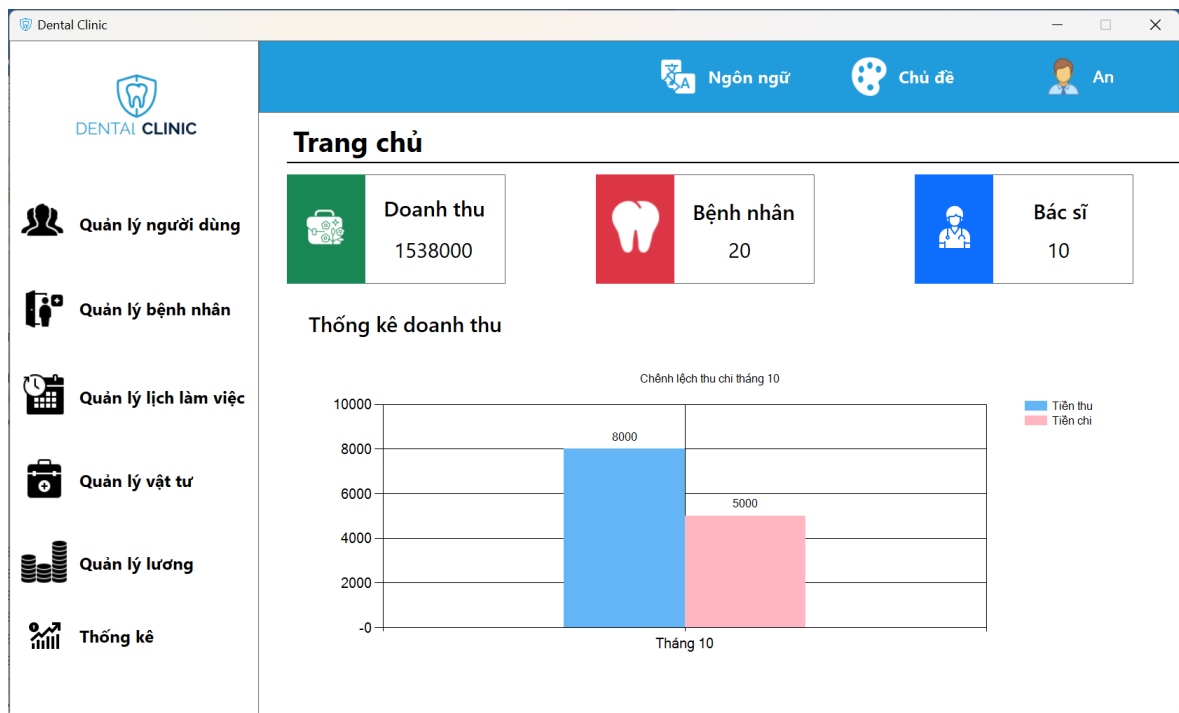 Dental Clinic
DENTAL CLINIC
Ngôn ngữ
Chủ đề
An
Trang chủ
Quản lý người dùng
Quản lý bệnh nhân
Quản lý lịch làm việc
Quản lý vật tư
Quản lý lương
Thống kê
Doanh thu
1538000
Bệnh nhân
20
Bác sĩ
10
Thống kê doanh thu
Chênh lệch thu chi tháng 10
10000
8000
6000
4000
2000
-0
8000
5000
Tháng 10
Tiền thu
Tiền chi